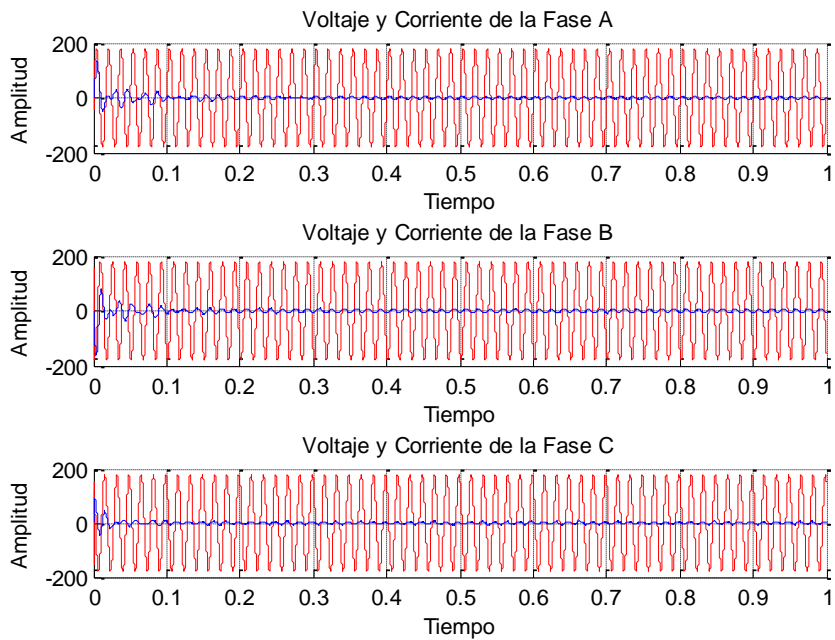 Voltaje y Corriente de la Fase A
200
0
-200
Amplitud
0 0.1 0.2 0.3 0.4 0.5 0.6 0.7 0.8 0.9 1
Tiempo
Voltaje y Corriente de la Fase B
200
0
-200
Amplitud
0 0.1 0.2 0.3 0.4 0.5 0.6 0.7 0.8 0.9 1
Tiempo
Voltaje y Corriente de la Fase C
200
0
-200
Amplitud
0 0.1 0.2 0.3 0.4 0.5 0.6 0.7 0.8 0.9 1
Tiempo